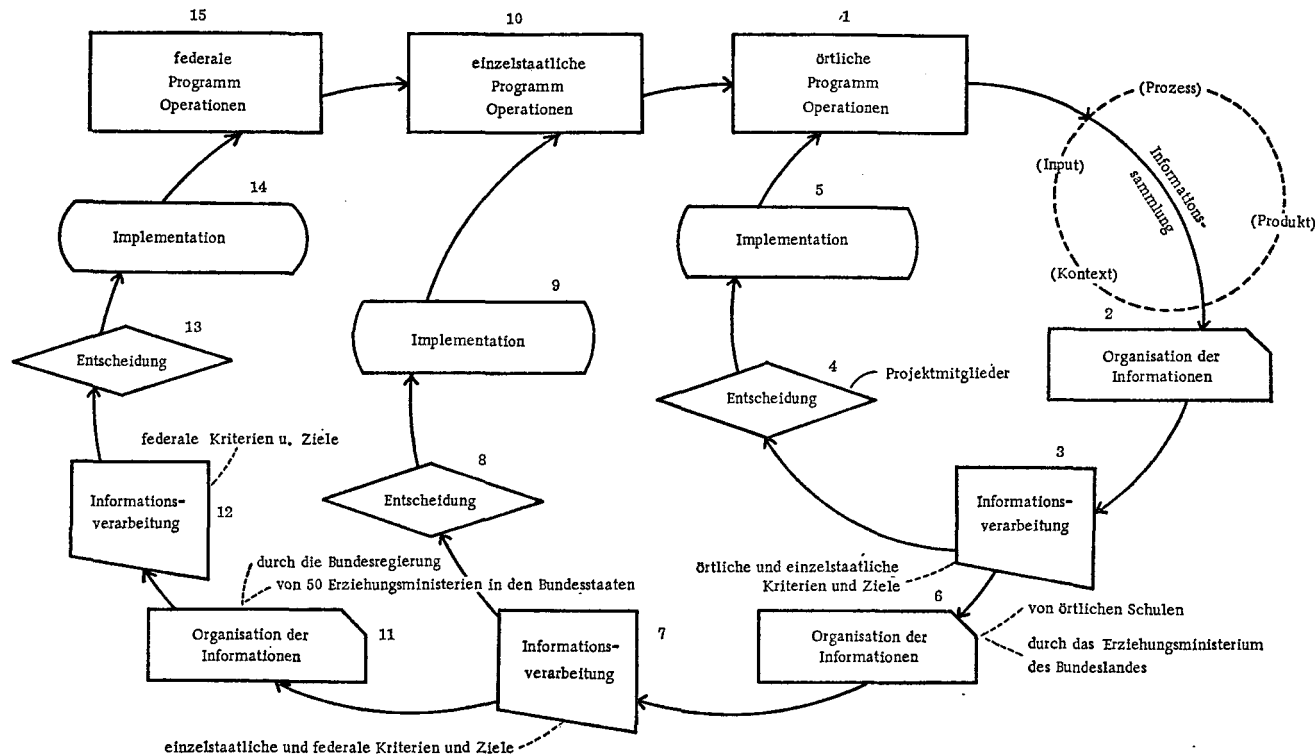 15
federale
Programm
Operationen
10
einzelstaatliche
Programm
Operationen
1
örtliche
Programm
Operationen
(Prozess)
(Input)
Informations-
sammlung
(Produkt)
(Kontext)
14
Implementation
5
Implementation
9
Implementation
2
Organisation der
Informationen
13
Entscheidung
4
Entscheidung
Projektmitglieder
federale Kriterien u. Ziele
8
Entscheidung
3
Informations-
verarbeitung
Informations-
verarbeitung
12
örtliche und einzelstaatliche
Kriterien und Ziele
durch die Bundesregierung
von 50 Erziehungsministerien in den Bundesstaaten
6
Organisation der
Informationen
von örtlichen Schulen
durch das Erziehungsministerium
des Bundeslandes
11
Organisation der
Informationen
7
Informations-
verarbeitung
einzelstaatliche und federale Kriterien und Ziele